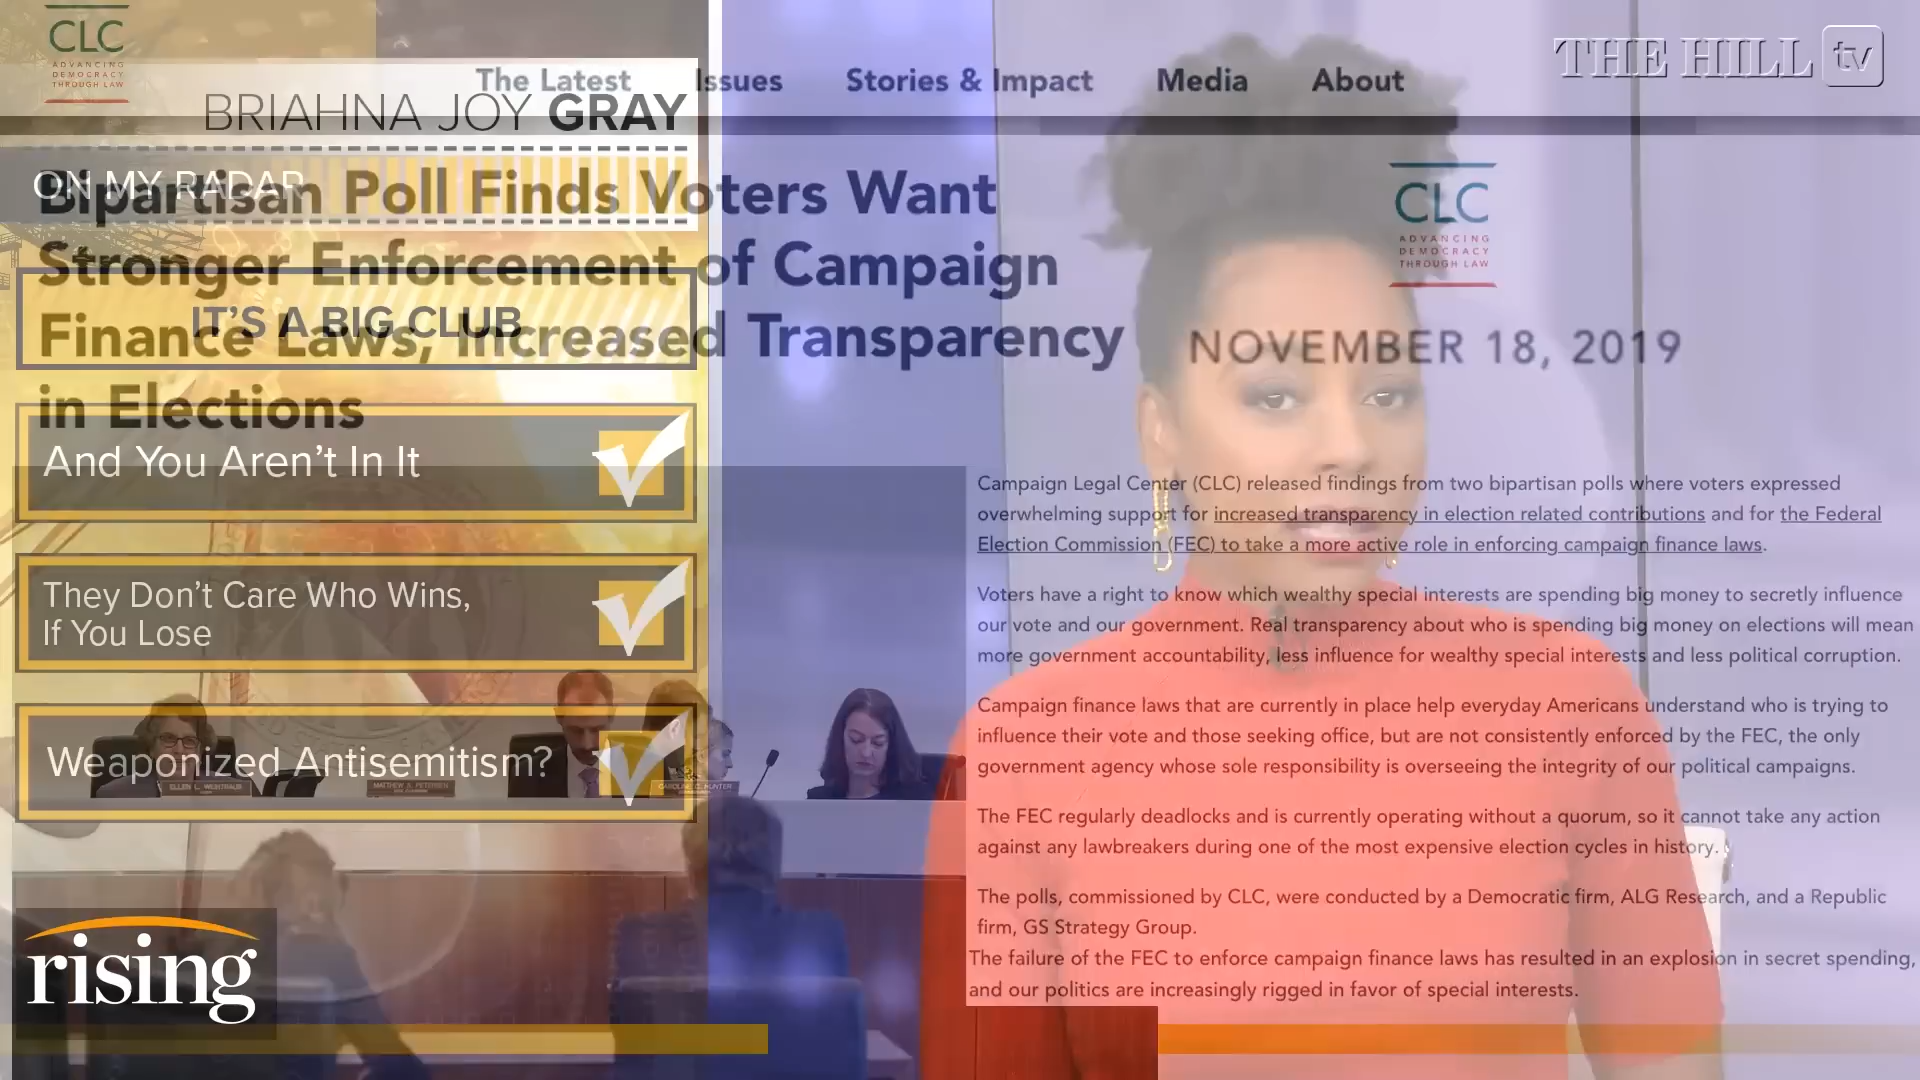 CLC
ADVANCING
DEMOCRACY
THROUGH LAW
The Latest Issues Stories & Impact Media About
THE HILL tv
BRIAHNA JOY GRAY
ON MY RADAR
IT'S A BIG CLUB
And You Aren't In It
They Don't Care Who Wins,
If You Lose
Weaponized Antisemitism?
Bipartisan Poll Finds Voters Want
Stronger Enforcement of Campaign
Finance Laws, Increased Transparency
in Elections
CLC
ADVANCING
DEMOCRACY
THROUGH LAW
NOVEMBER 18, 2019
Campaign Legal Center (CLC) released findings from two bipartisan polls where voters expressed
overwhelming support for increased transparency in election related contributions and for the Federal
Election Commission (FEC) to take a more active role in enforcing campaign finance laws.
Voters have a right to know which wealthy special interests are spending big money to secretly influence
our vote and our government. Real transparency about who is spending big money on elections will mean
more government accountability, less influence for wealthy special interests and less political corruption.
Campaign finance laws that are currently in place help everyday Americans understand who is trying to
influence their vote and those seeking office, but are not consistently enforced by the FEC, the only
government agency whose sole responsibility is overseeing the integrity of our political campaigns.
The FEC regularly deadlocks and is currently operating without a quorum, so it cannot take any action
against any lawbreakers during one of the most expensive election cycles in history.
The polls, commissioned by CLC, were conducted by a Democratic firm, ALG Research, and a Republic
firm, GS Strategy Group.
The failure of the FEC to enforce campaign finance laws has resulted in an explosion in secret spending,
and our politics are increasingly rigged in favor of special interests.
ELLEN L. WEINTRAUB
MATTHEW S. PETERSEN
CAROLINE C. HUNTER
rising